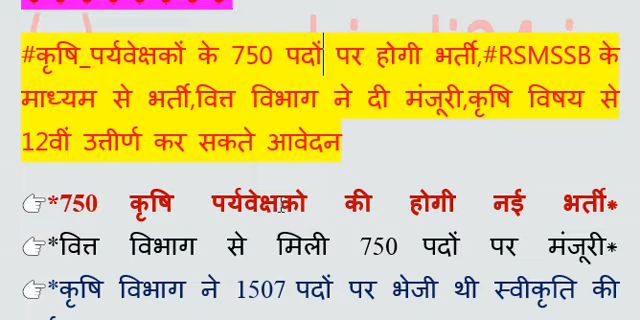 #कृषि_पर्यवेक्षकों के 750 पदों पर होगी भर्ती,#RSMSSB के
माध्यम से भर्ती,वित्त विभाग ने दी मंजूरी,कृषि विषय से
12वीं उत्तीर्ण कर सकते आवेदन
👉*750 कृषि पर्यवेक्षको की होगी नई भर्ती*
👉*वित्त विभाग से मिली 750 पदों पर मंजूरी*
👉*कृषि विभाग ने 1507 पदों पर भेजी थी स्वीकृति की